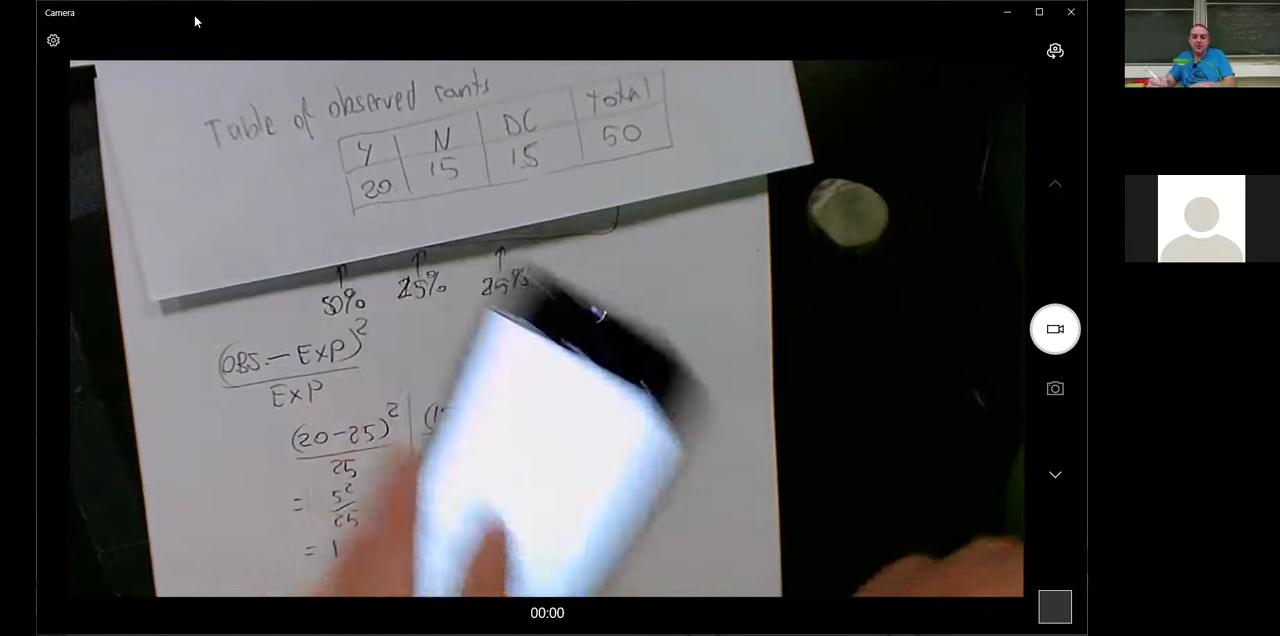 Camera
Table of observed counts
Y N DC Total
20 15 15 50
50% 25% 25%
(OBS. - EXP)²
EXP
(20-25)²
25
= 5²
25
= 1
00:00